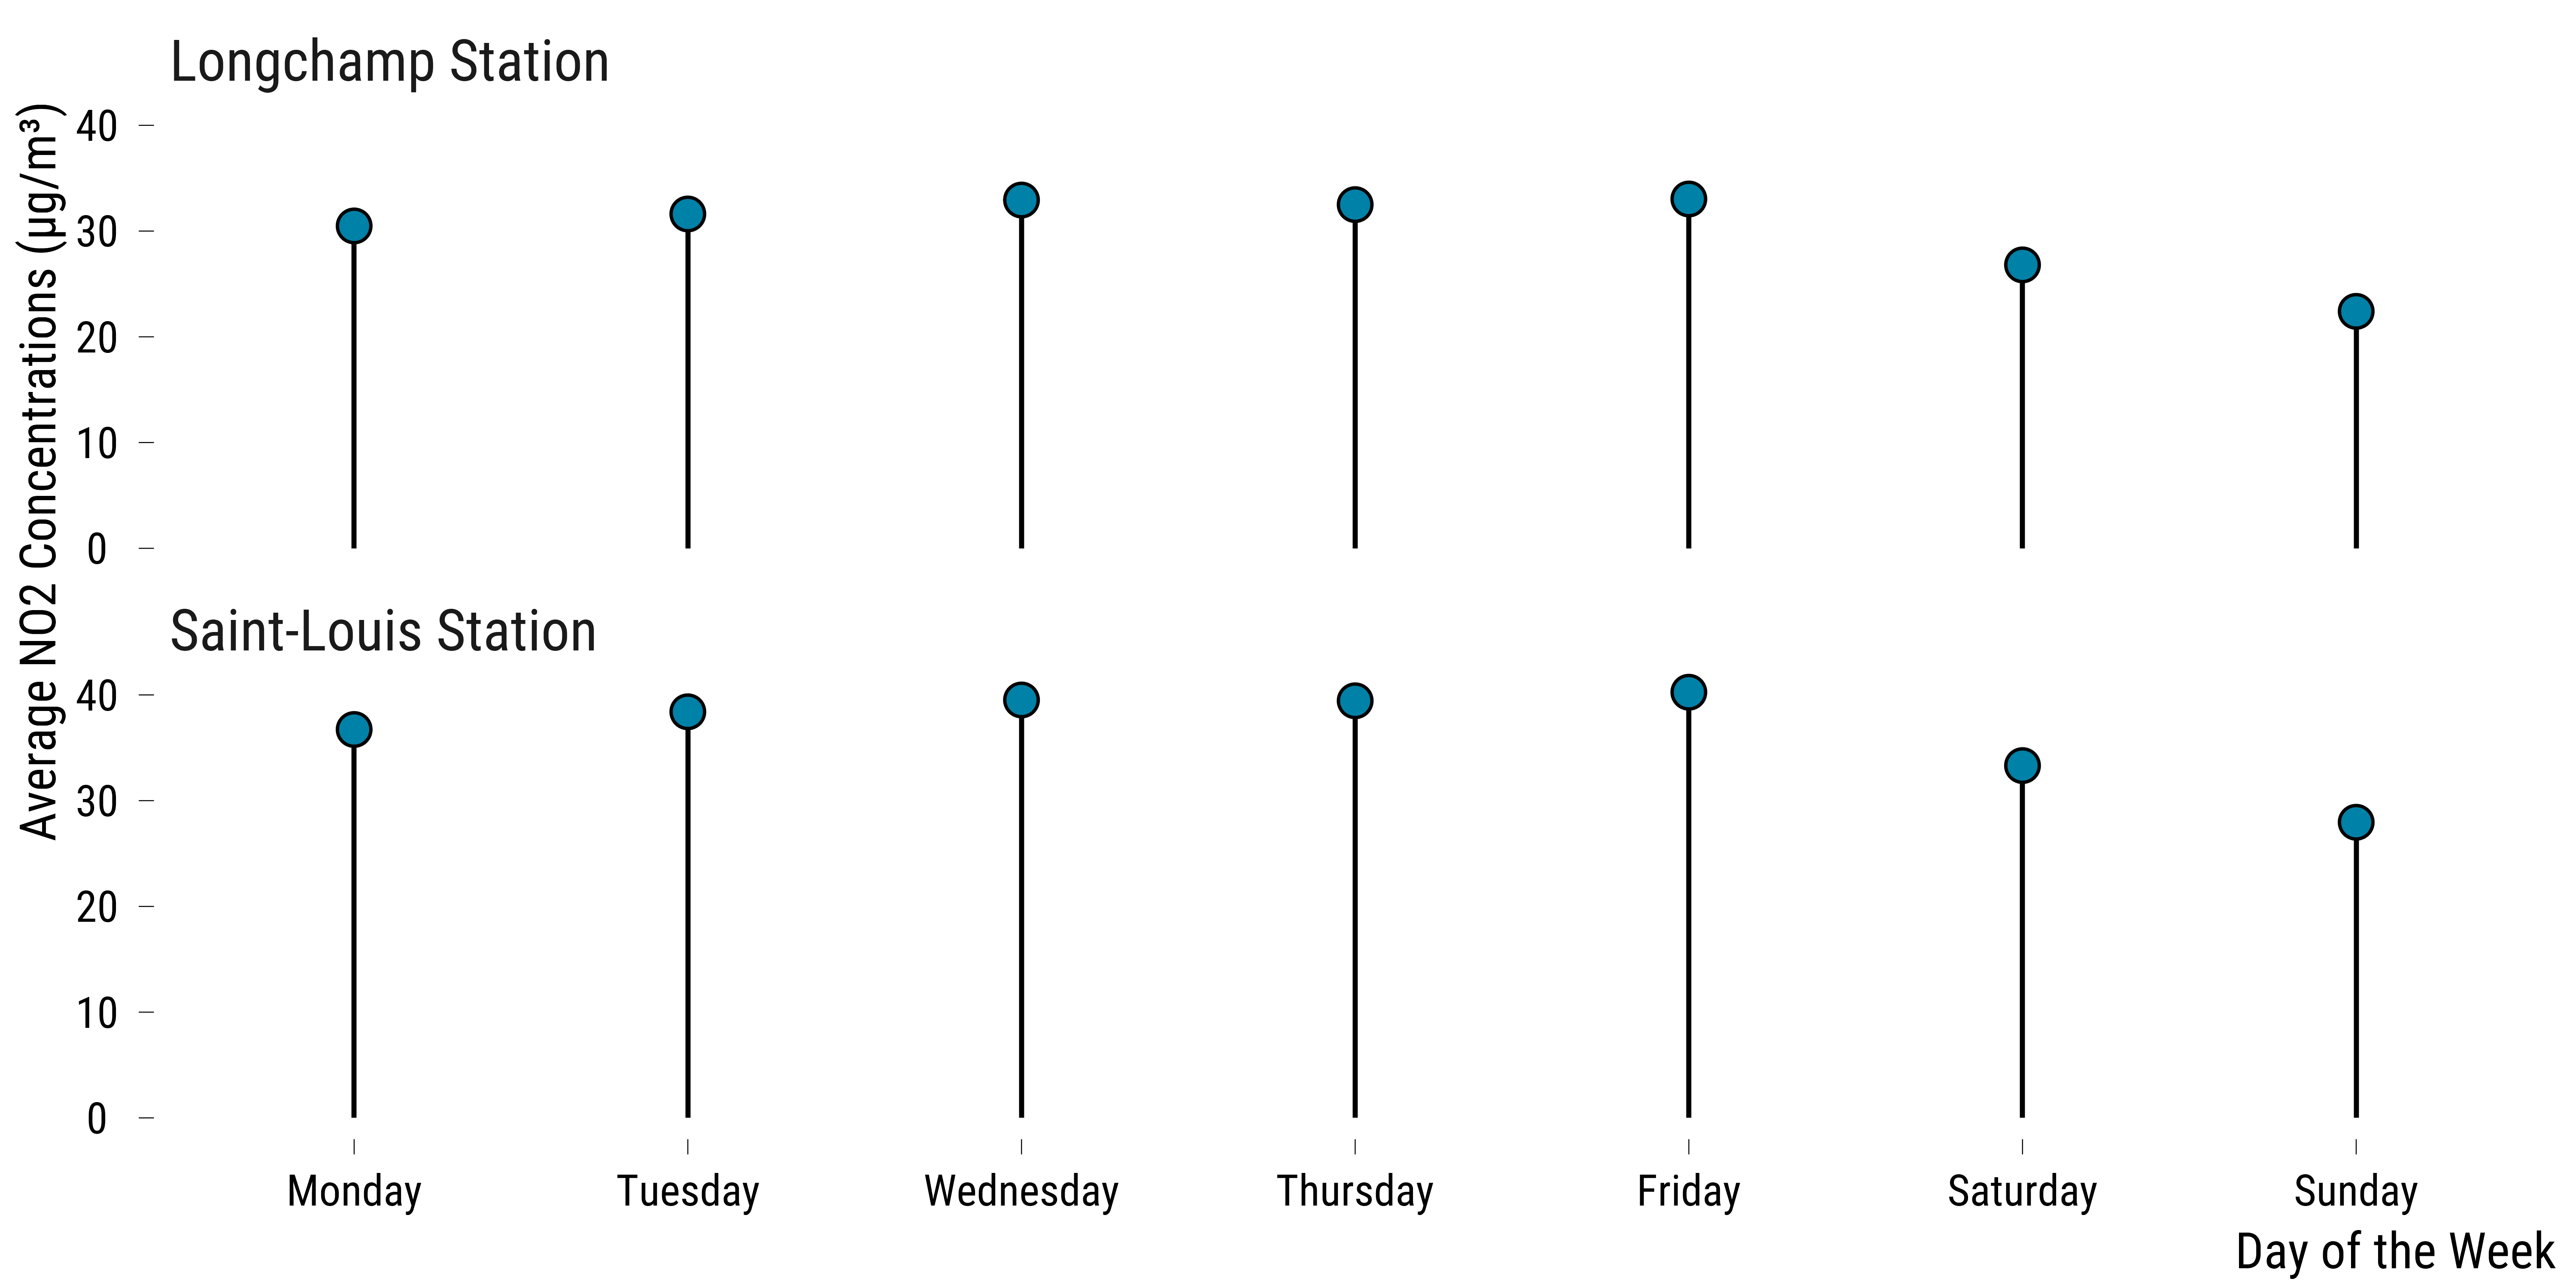 Longchamp Station
Average NO2 Concentrations (µg/m³)
40
30
20
10
0
Saint-Louis Station
40
30
20
10
0
Monday Tuesday Wednesday Thursday Friday Saturday Sunday
Day of the Week